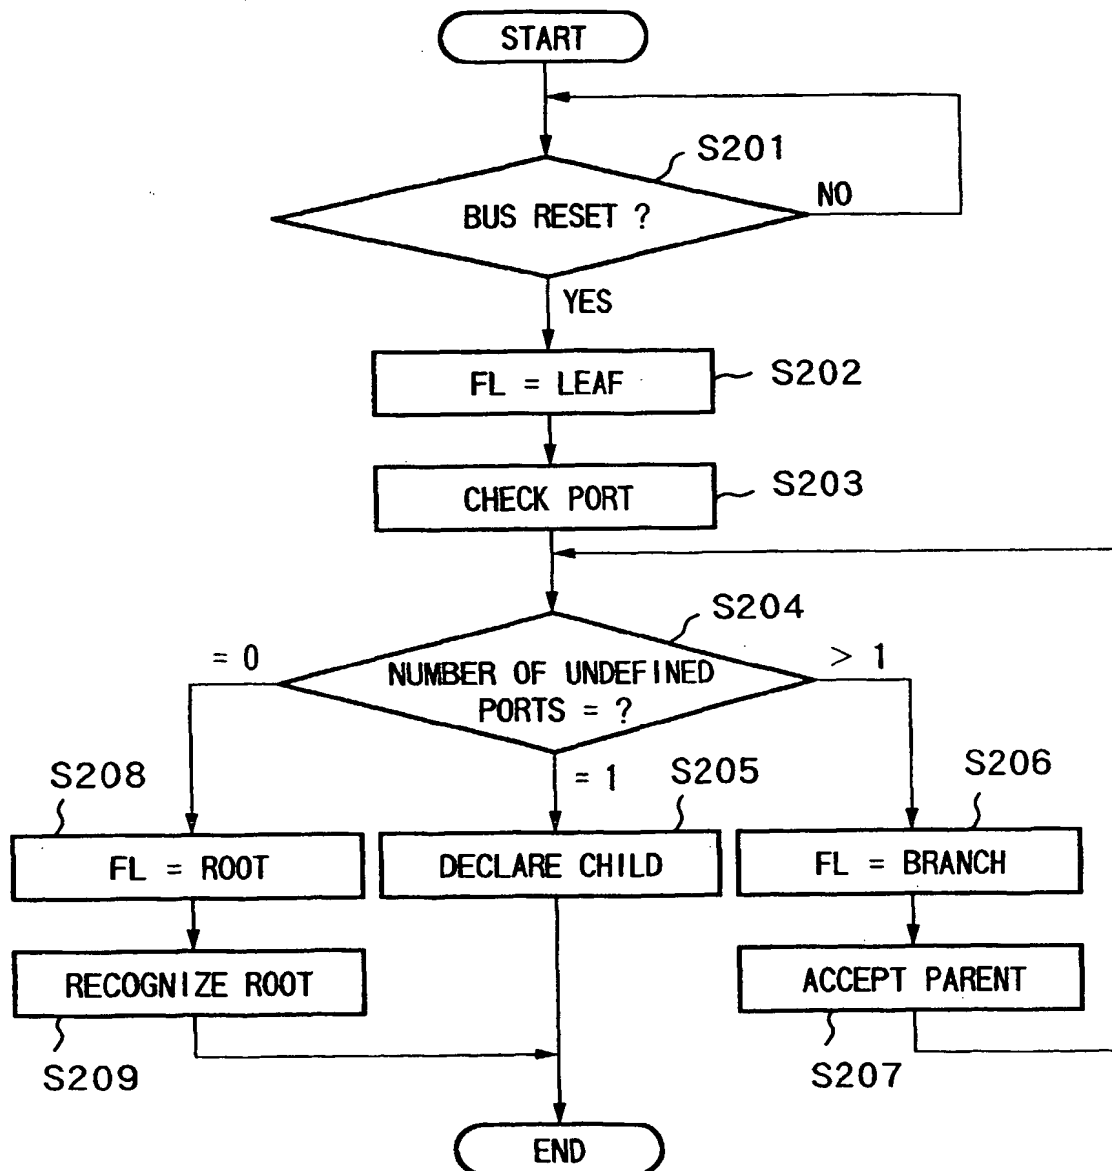 START
S201
BUS RESET ?
NO
YES
FL = LEAF
S202
CHECK PORT
S203
S204
= 0
NUMBER OF UNDEFINED
PORTS = ?
> 1
S208
= 1
S205
S206
FL = ROOT
DECLARE CHILD
FL = BRANCH
RECOGNIZE ROOT
ACCEPT PARENT
S209
S207
END